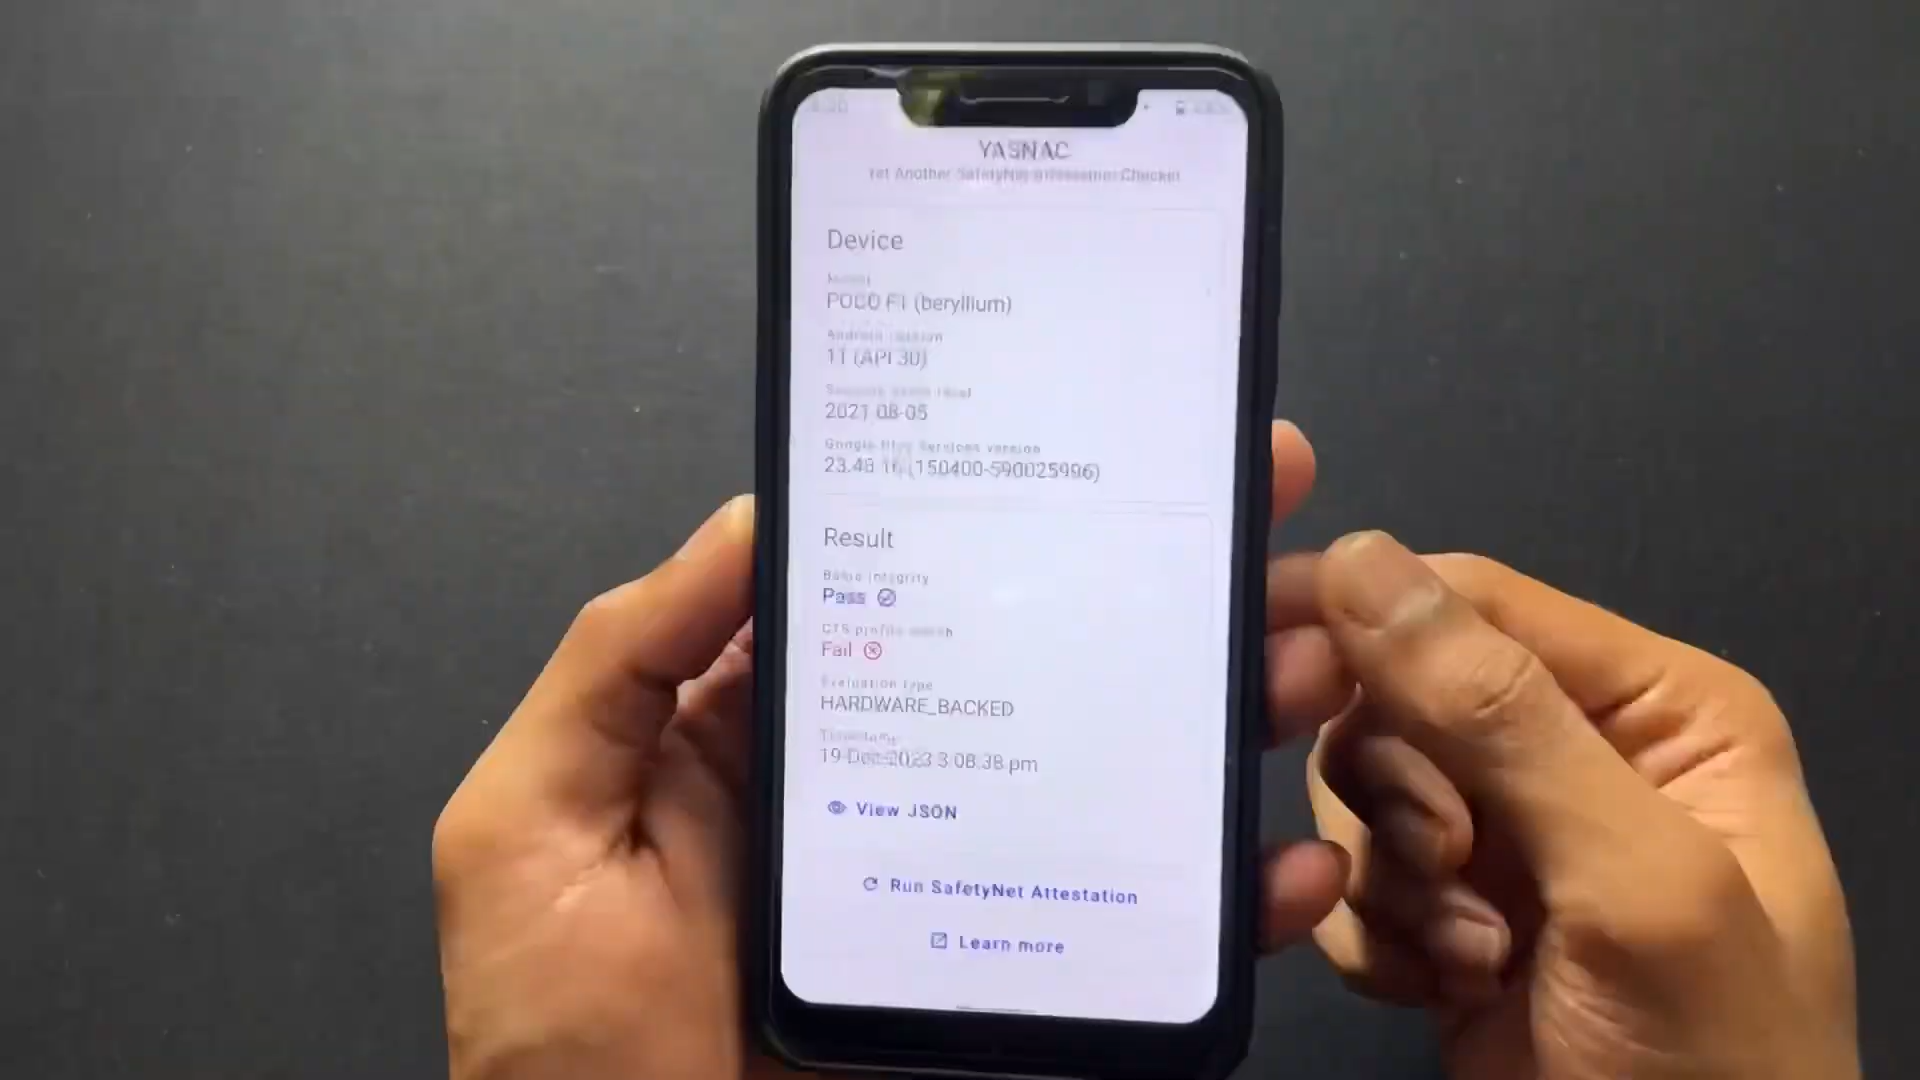 YASNAC
Yet Another SafetyNet Attestation Checker
Device
Model
POCO F1 (beryllium)
Android version
11 (API 30)
Security patch level
2021-08-05
Google Play Services version
23.48.16 (150400-590025996)
Result
Basic integrity
Pass
CTS profile match
Fail
Evaluation type
HARDWARE_BACKED
Timestamp
19-Dec-2023 3:08:38 pm
View JSON
Run SafetyNet Attestation
Learn more